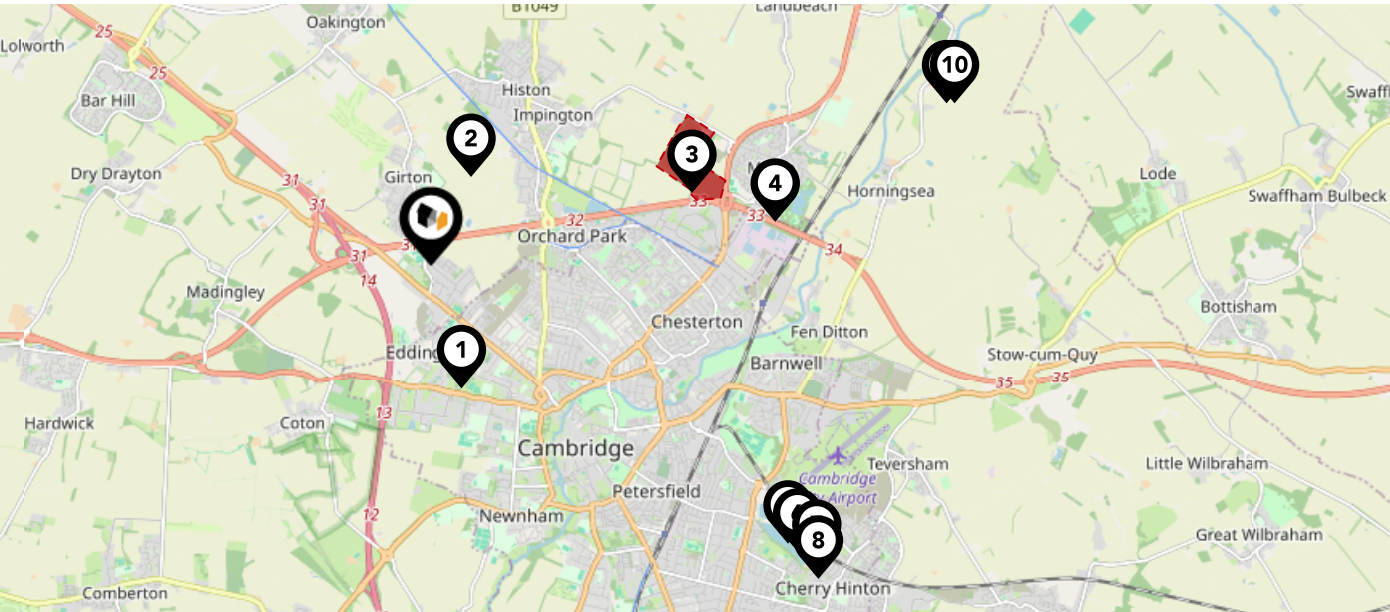 B1049
Landbeach
Oakington
25
Lolworth
25
10
Histon
Bar Hill
Impington
2
3
M
4
31
Dry Drayton
Girton
Horningsea
Lode
Swaffham Bulbeck
31
33
33
32
Orchard Park
34
31
14
Madingley
Bottisham
Chesterton
Fen Ditton
1
Edding
Barnwell
Stow-cum-Quy
35
35
13
Hardwick
Coton
Cambridge
Teversham
Little Wilbraham
Cambridge
Airport
Petersfield
12
Newnham
8
Great Wilbraham
Cherry Hinton
Comberton